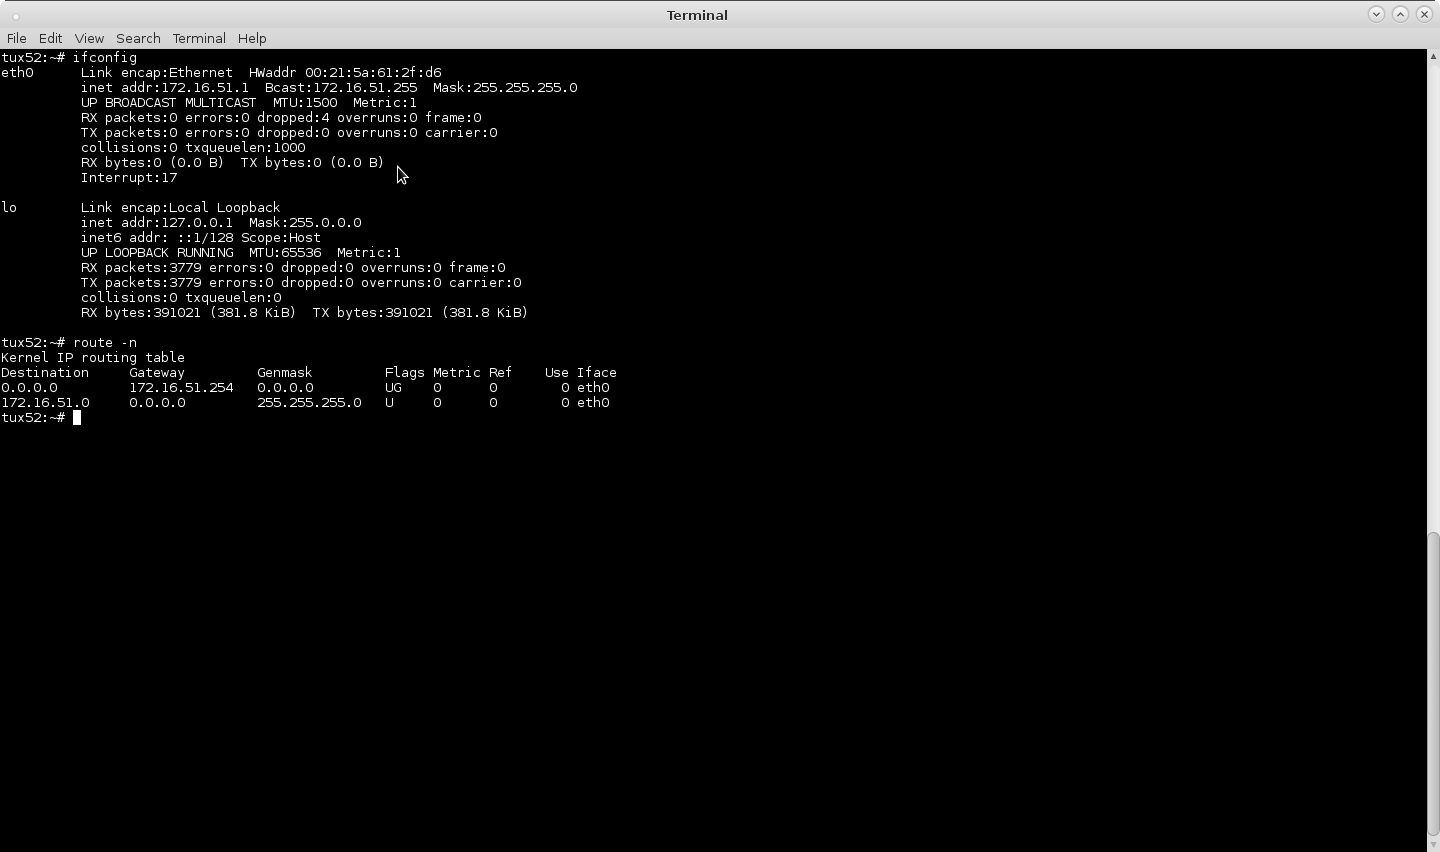 Terminal
File Edit View Search Terminal Help
tux52:~# ifconfig
eth0      Link encap:Ethernet  HWaddr 00:21:5a:61:2f:d6
          inet addr:172.16.51.1  Bcast:172.16.51.255  Mask:255.255.255.0
          UP BROADCAST MULTICAST  MTU:1500  Metric:1
          RX packets:0 errors:0 dropped:4 overruns:0 frame:0
          TX packets:0 errors:0 dropped:0 overruns:0 carrier:0
          collisions:0 txqueuelen:1000
          RX bytes:0 (0.0 B)  TX bytes:0 (0.0 B)
          Interrupt:17

lo        Link encap:Local Loopback
          inet addr:127.0.0.1  Mask:255.0.0.0
          inet6 addr: ::1/128 Scope:Host
          UP LOOPBACK RUNNING  MTU:65536  Metric:1
          RX packets:3779 errors:0 dropped:0 overruns:0 frame:0
          TX packets:3779 errors:0 dropped:0 overruns:0 carrier:0
          collisions:0 txqueuelen:0
          RX bytes:391021 (381.8 KiB)  TX bytes:391021 (381.8 KiB)

tux52:~# route -n
Kernel IP routing table
Destination     Gateway         Genmask         Flags Metric Ref    Use Iface
0.0.0.0         172.16.51.254   0.0.0.0         UG    0      0        0 eth0
172.16.51.0     0.0.0.0         255.255.255.0   U     0      0        0 eth0
tux52:~#